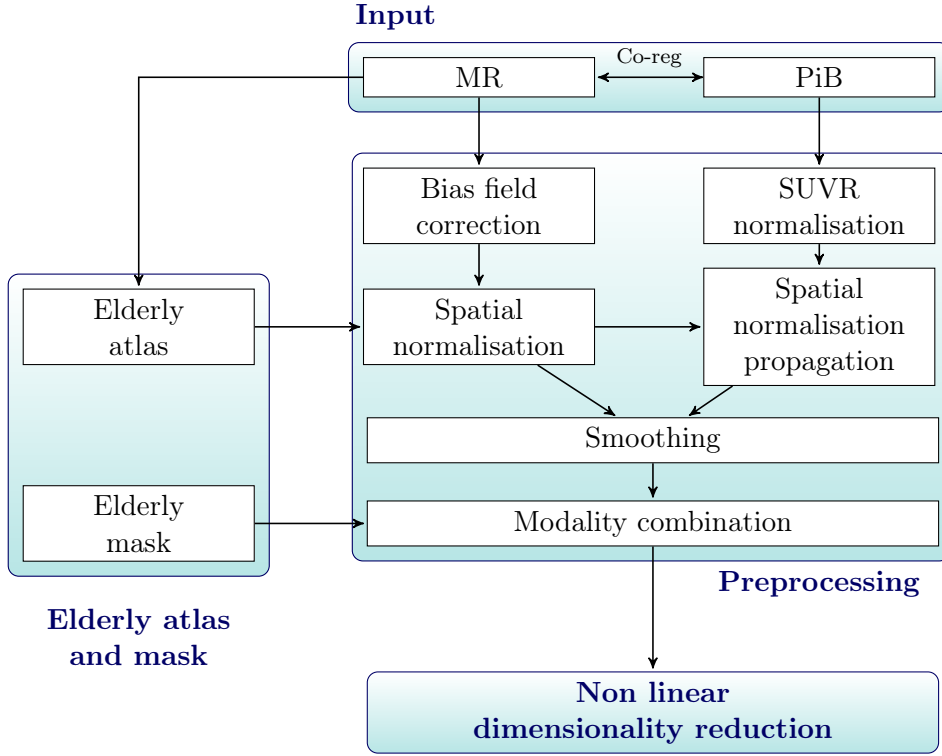 Input
Co-reg
MR
PiB
Bias field
correction
SUVR
normalisation
Elderly
atlas
Spatial
normalisation
Spatial
normalisation
propagation
Smoothing
Elderly
mask
Modality combination
Preprocessing
Elderly atlas
and mask
Non linear
dimensionality reduction